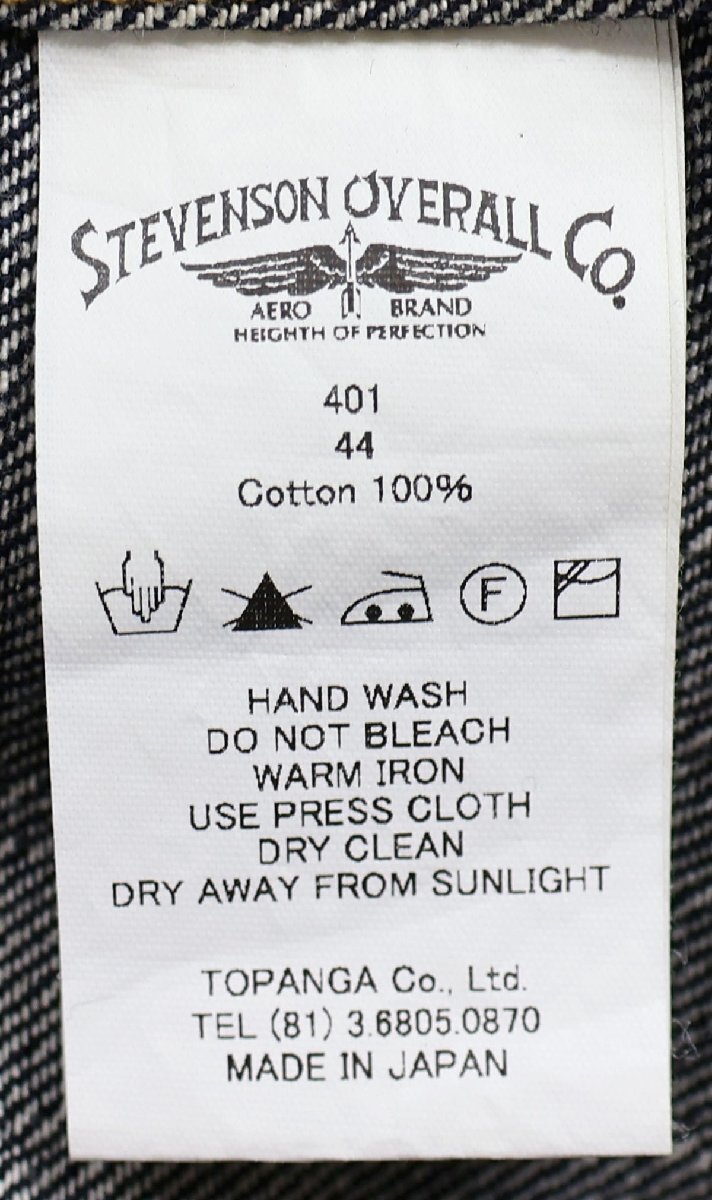 STEVENSON OVERALL CO.
AERO BRAND
HEIGHTH OF PERFECTION
401
44
Cotton 100%
F
HAND WASH
DO NOT BLEACH
WARM IRON
USE PRESS CLOTH
DRY CLEAN
DRY AWAY FROM SUNLIGHT
TOPANGA Co., Ltd.
TEL (81) 3.6805.0870
MADE IN JAPAN